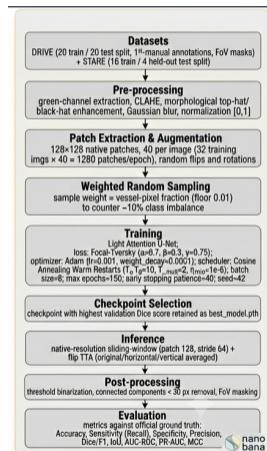 Datasets
DRIVE (20 train / 20 test split, 1st-manual annotations, FoV masks)
+ STARE (16 train / 4 held-out test split)
Pre-processing
green-channel extraction, CLAHE, morphological top-hat/
black-hat enhancement, Gaussian blur, normalization [0,1]
Patch Extraction & Augmentation
128×128 native patches, 40 per image (32 training
imgs × 40 = 1280 patches/epoch), random flips and rotations
Weighted Random Sampling
sample weight = vessel-pixel fraction (floor 0.01)
to counter ~10% class imbalance
Training
Light Attention U-Net;
loss: Focal-Tversky (α=0.7, β=0.3, γ=0.75);
optimizer: Adam (lr=0.001, weight_decay=0.0001); scheduler: Cosine
Annealing Warm Restarts (T_0=10, T_mult=2, η_min=1e-6); batch
size=8; max epochs=150; early stopping patience=40; seed=42
Checkpoint Selection
checkpoint with highest validation Dice score retained as best_model.pth
Inference
native-resolution sliding-window (patch 128, stride 64) +
flip TTA (original/horizontal/vertical averaged)
Post-processing
threshold binarization, connected components < 30 px removal, FoV masking
Evaluation
metrics against official ground truth:
Accuracy, Sensitivity (Recall), Specificity, Precision,
Dice/F1, IoU, AUC-ROC, PR-AUC, MCC
nano
bana